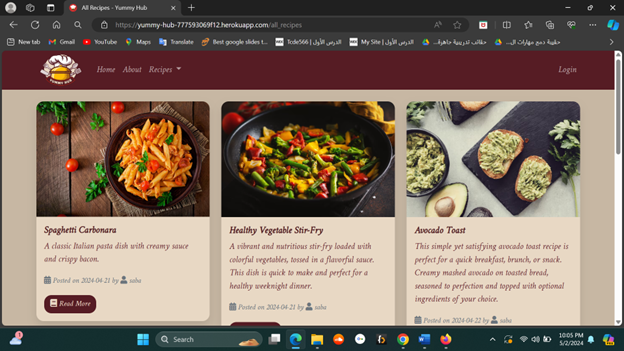 All Recipes - Yummy Hub
https://yummy-hub-777593069f12.herokuapp.com/all_recipes
New tab
Gmail
YouTube
Maps
Translate
Best google slides t...
Tcde566 | الدرس الأول
My Site | الدرس الأول
حقائب تدريبية جاهزة...
حقيبة دمج مهارات ال...
YUMMY HUB
Home About Recipes
Login
Spaghetti Carbonara
A classic Italian pasta dish with creamy sauce
and crispy bacon.
Posted on 2024-04-21 by saba
Read More
Healthy Vegetable Stir-Fry
A vibrant and nutritious stir-fry loaded with
colorful vegetables, tossed in a flavorful sauce.
This dish is quick to make and perfect for a
healthy weeknight dinner.
Posted on 2024-04-21 by saba
Avocado Toast
This simple yet satisfying avocado toast recipe is
perfect for a quick breakfast, brunch, or snack.
Creamy mashed avocado on toasted bread,
seasoned to perfection and topped with optional
ingredients of your choice.
Posted on 2024-04-22 by saba
Search
10:05 PM
5/2/2024